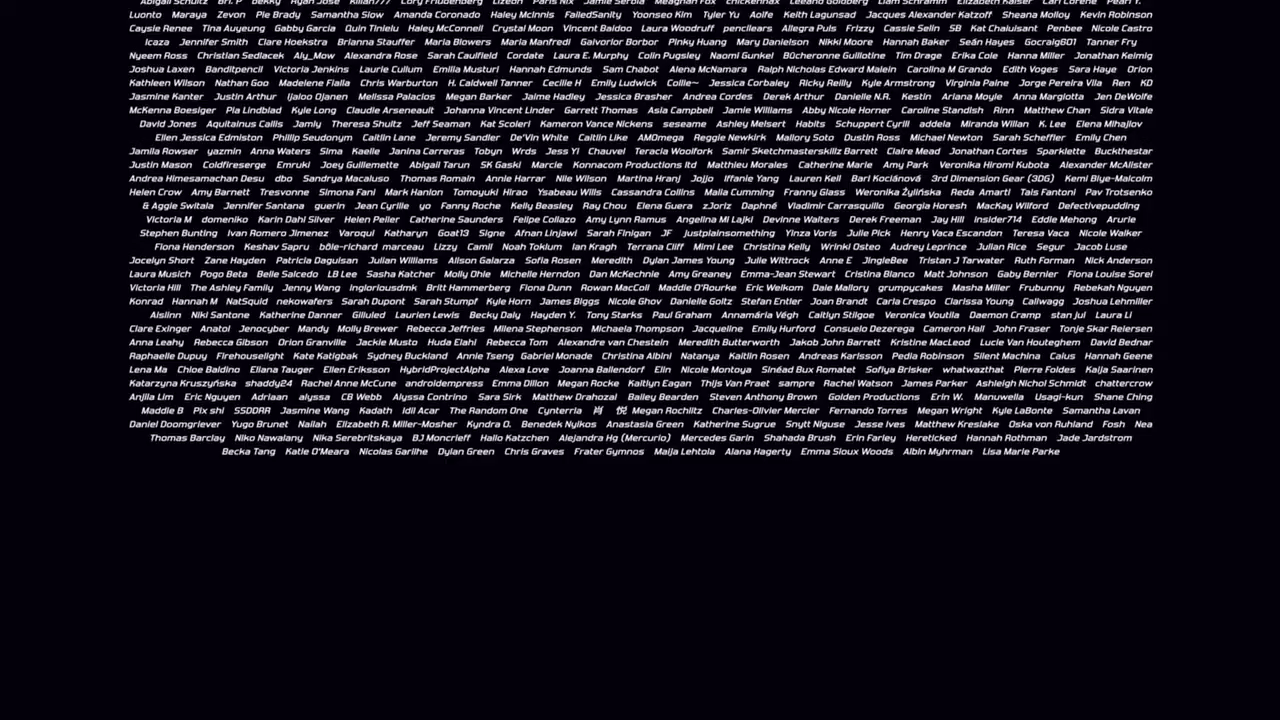 Luonto Maraya Zevon Pie Brady Samantha Slow Amanda Coronado Haley McInnis FailedSanity Yoonseo Kim Tyler Yu Aoife Keith Lagunsad Jacques Alexander Katzoff Sheana Molloy Kevin Robinson
Caysie Renee Tina Auyeung Gabby Garcia Quin Tinielu Haley McConnell Crystal Moon Vincent Baidoo Laura Woodruff pencilears Allegra Puls Frizzy Cassie Selin SB Kat Chaluisant Penbee Nicole Castro
Icaza Jennifer Smith Clare Hoekstra Brianna Stauffer Maria Blowers Maria Manfredi Galvorlor Borbor Pinky Huang Mary Danielson Nikki Moore Hannah Baker Seán Hayes Gocraig601 Tanner Fry
Nyeem Ross Christian Sedlacek Aly_Mow Alexandra Rose Sarah Caulfield Cordate Laura E. Murphy Colin Pugsley Naomi Gunkel Bûcheronne Guillotine Tim Drage Erika Cole Hanna Miller Jonathan Kelmig
Joshua Laxen Banditpencil Victoria Jenkins Laurie Cullum Emilia Musturi Hannah Edmunds Sam Chabot Alena McNamara Ralph Nicholas Edward Malein Carolina M Grando Edith Voges Sara Haye Orion
Kathleen Wilson Nathan Goo Madelene Fialla Chris Warburton H. Caldwell Tanner Cecille H Emily Ludwick Collie~ Jessica Corbaley Ricky Reilly Kyle Armstrong Virginia Paine Jorge Pereira Vila Ren KD
Jasmine Kanter Justin Arthur Ijaloo Ojanen Melissa Palacios Megan Barker Jaime Hadley Jessica Brasher Andrea Cordes Derek Arthur Danielle N.R. Kestin Ariana Moyle Anna Margiotta Jen DeWolfe
McKenna Boesiger Pia Lindblad Kyle Long Claudie Arseneault Johanna Vincent Linder Garrett Thomas Asia Campbell Jamie Williams Abby Nicole Horner Caroline Standish Rinn Matthew Chan Sidra Vitale
David Jones Aquitainus Callis Jamly Theresa Shultz Jeff Seaman Kat Scoleri Kameron Vance Nickens seseame Ashley Meisert Habits Schuppert Cyrill addela Miranda Willan K. Lee Elena Mihajlov
Ellen Jessica Edmiston Phillip Seudonym Caitlin Lane Jeremy Sandler De'Vin White Caitlin Like AMOmega Reggie Newkirk Mallory Soto Dustin Ross Michael Newton Sarah Scheffler Emily Chen
Jamila Rowser yazmin Anna Waters Sima Kaelle Janina Carreras Tobyn Wrds Jess Yi Chauvel Teracia Woolfork Samir Sketchmasterskillz Barrett Claire Mead Jonathan Cortes Sparklette Buckthestar
Justin Mason Coldfireserge Emruki Joey Guillemette Abigail Tarun SK Gaski Marcie Konnacom Productions ltd Matthieu Morales Catherine Marie Amy Park Veronika Hiromi Kubota Alexander McAlister
Andrea Himesamachan Desu dbo Sandrya Macaluso Thomas Romain Annie Harrar Nile Wilson Martina Hranj Jojjo Iffanie Yang Lauren Keil Bari Kociánová 3rd Dimension Gear (3DG) Kemi Blye-Malcolm
Helen Crow Amy Barnett Tresvonne Simona Fani Mark Hanlon Tomoyuki Hirao Ysabeau Wills Cassandra Collins Malia Cumming Franny Glass Weronika Żylińska Reda Amarti Tais Fantoni Pav Trotsenko
& Aggie Switala Jennifer Santana guerin Jean Cyrille yo Fanny Roche Kelly Beasley Ray Chou Elena Guera zJoriz Daphné Vladimir Carrasquillo Georgia Horesh MacKay Wilford Defectivepudding
Victoria M domeniko Karin Dahl Silver Helen Peller Catherine Saunders Felipe Collazo Amy Lynn Ramus Angelina Mi Lajki Devinne Walters Derek Freeman Jay Hill Insider714 Eddie Mehong Arurie
Stephen Bunting Ivan Romero Jimenez Varoqui Katharyn Goat13 Signe Afnan Linjawi Sarah Finigan JF justplainsomething Yinza Voris Julie Pick Henry Vaca Escandon Teresa Vaca Nicole Walker
Fiona Henderson Keshav Sapru bôle-richard marceau Lizzy Camil Noah Toklum Ian Kragh Terrana Cliff Mimi Lee Christina Kelly Wrinkl Osteo Audrey Leprince Julian Rice Segur Jacob Luse
Jocelyn Short Zane Hayden Patricia Daguisan Julian Williams Alison Galarza Sofia Rosen Meredith Dylan James Young Julie Wittrock Anne E JingleBee Tristan J Tarwater Ruth Forman Nick Anderson
Laura Musich Pogo Beta Belle Salcedo LB Lee Sasha Katcher Molly Ohle Michelle Herndon Dan McKechnie Amy Greaney Emma-Jean Stewart Cristina Blanco Matt Johnson Gaby Bernier Fiona Louise Sorel
Victoria Hill The Ashley Family Jenny Wang Ingloriousdmk Britt Hammerberg Fiona Dunn Rowan MacColl Maddie O'Rourke Eric Welkom Dale Mallory grumpycakes Masha Miller Frubunny Rebekah Nguyen
Konrad Hannah M NatSquid nekowafers Sarah Dupont Sarah Stumpf Kyle Horn James Biggs Nicole Ghov Danielle Goitz Stefan Entler Joan Brandt Carla Crespo Clarissa Young Caliwagg Joshua Lehmiller
Aislinn Niki Santone Katherine Danner Gilluled Laurien Lewis Becky Daly Hayden Y. Tony Starks Paul Graham Annamária Végh Caitlyn Stilgoe Veronica Voutila Daemon Cramp stan jul Laura Li
Clare Exinger Anatol Jenocyber Mandy Molly Brewer Rebecca Jeffries Milena Stephenson Michaela Thompson Jacqueline Emily Hurford Consuelo Dezerega Cameron Hall John Fraser Tonje Skar Reiersen
Anna Leahy Rebecca Gibson Orion Granville Jackie Musto Huda Elahi Rebecca Tom Alexandre van Chestein Meredith Butterworth Jakob John Barrett Kristine MacLeod Lucie Van Houteghem David Bednar
Raphaelle Dupuy Firehouselight Kate Katigbak Sydney Buckland Annie Tseng Gabriel Monade Christina Albini Natanya Kaitlin Rosen Andreas Karlsson Pedia Robinson Silent Machina Caius Hannah Geene
Lena Ma Chloe Baldino Eliana Tauger Ellen Eriksson HybridProjectAlpha Alexa Love Joanna Ballendorf Elin Nicole Montoya Sinéad Bux Romatet Sofiya Brisker whatwazthat Pierre Foldes Kaija Saarinen
Katarzyna Kruszyńska shaddy24 Rachel Anne McCune androidempress Emma Dillon Megan Rocke Kaitlyn Eagan Thijs Van Praet sampre Rachel Watson James Parker Ashleigh Nichol Schmidt chattercrow
Anjila Lim Eric Nguyen Adriaan alyssa CB Webb Alyssa Contrino Sara Sirk Matthew Drahozal Bailey Bearden Steven Anthony Brown Golden Productions Erin W. Manuwella Usagi-kun Shane Ching
Maddie B Pix shi SSDDRR Jasmine Wang Kadath Idil Acar The Random One Cynterria 肖 悦 Megan Rochlitz Charles-Olivier Mercier Fernando Torres Megan Wright Kyle LaBonte Samantha Lavan
Daniel Doomgriever Yugo Brunet Nailah Elizabeth R. Miller-Mosher Kyndra O. Benedek Nyikos Anastasia Green Katherine Sugrue Snytt Niguse Jesse Ives Matthew Kreslake Oska von Ruhland Fosh Nea
Thomas Barclay Niko Nawalany Nika Serebritskaya BJ Moncrieff Hallo Katzchen Alejandra Hg (Mercurio) Mercedes Garin Shahada Brush Erin Farley Hereticked Hannah Rothman Jade Jardstrom
Becka Tang Katie O'Meara Nicolas Garilhe Dylan Green Chris Graves Frater Gymnos Maija Lehtola Alana Hagerty Emma Sioux Woods Albin Myhrman Lisa Marie Parke